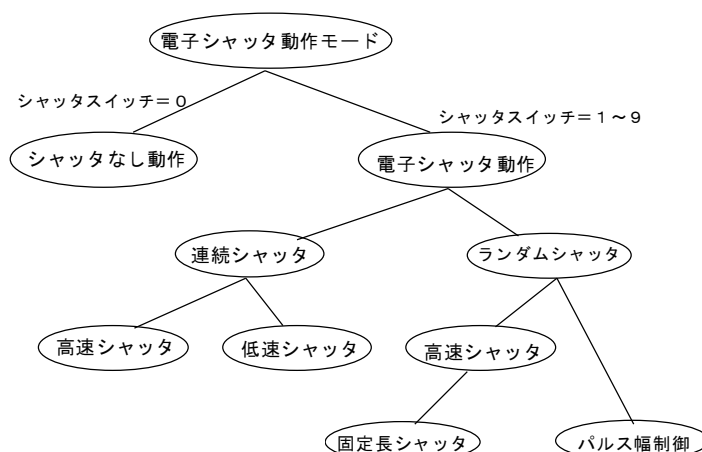 電子シャッタ動作モード
シャッタスイッチ＝０
シャッタスイッチ＝１～９
シャッタなし動作
電子シャッタ動作
連続シャッタ
ランダムシャッタ
高速シャッタ
低速シャッタ
高速シャッタ
固定長シャッタ
パルス幅制御